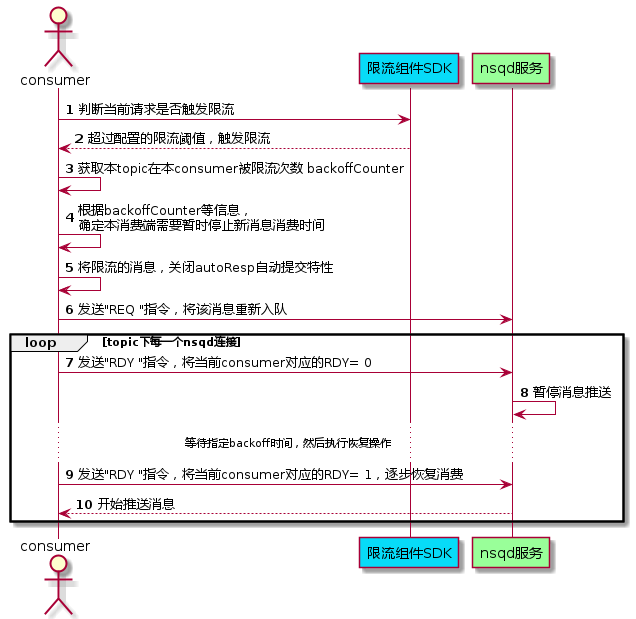 consumer
限流组件SDK
nsqd服务
1 判断当前请求是否触发限流
2 超过配置的限流阈值，触发限流
3 获取本topic在本consumer被限流次数 backoffCounter
4 根据backoffCounter等信息，
确定本消费端需要暂时停止新消息消费时间
5 将限流的消息，关闭autoResp自动提交特性
6 发送"REQ "指令，将该消息重新入队
loop [topic下每一个nsqd连接]
7 发送"RDY "指令，将当前consumer对应的RDY= 0
8 暂停消息推送
等待指定backoff时间，然后执行恢复操作
9 发送"RDY "指令，将当前consumer对应的RDY= 1，逐步恢复消费
10 开始推送消息
consumer
限流组件SDK
nsqd服务